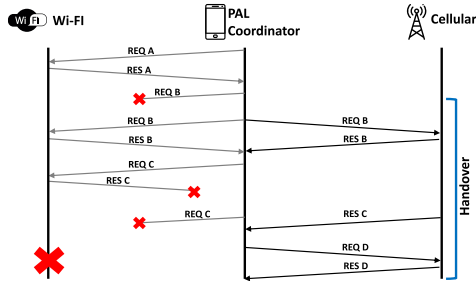 Wi Fi Wi-FI
PAL
Coordinator
Cellular
REQ A
RES A
REQ B
REQ B
REQ B
RES B
RES B
REQ C
RES C
REQ C
RES C
REQ D
RES D
Handover